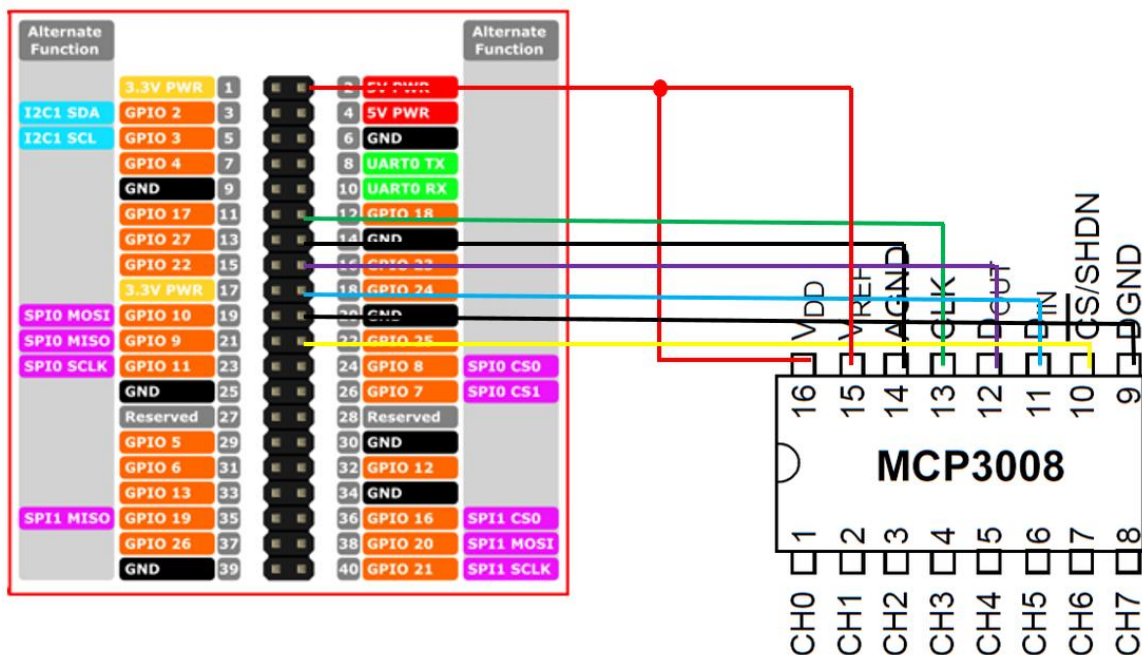 Alternate
Function
Alternate
Function
3.3V PWR 1 2 5V PWR
I2C1 SDA GPIO 2 3 4 5V PWR
I2C1 SCL GPIO 3 5 6 GND
GPIO 4 7 8 UART0 TX
GND 9 10 UART0 RX
GPIO 17 11 12 GPIO 18
GPIO 27 13 14 GND
GPIO 22 15 16 GPIO 23
3.3V PWR 17 18 GPIO 24
SPI0 MOSI GPIO 10 19 20 GND
SPI0 MISO GPIO 9 21 22 GPIO 25
SPI0 SCLK GPIO 11 23 24 GPIO 8 SPI0 CS0
GND 25 26 GPIO 7 SPI0 CS1
Reserved 27 28 Reserved
GPIO 5 29 30 GND
GPIO 6 31 32 GPIO 12
GPIO 13 33 34 GND
SPI1 MISO GPIO 19 35 36 GPIO 16 SPI1 CS0
GPIO 26 37 38 GPIO 20 SPI1 MOSI
GND 39 40 GPIO 21 SPI1 SCLK
VDD
VREF
AGND
CLK
DOUT
DIN
CS/SHDN
DGND
16 15 14 13 12 11 10 9
MCP3008
1 2 3 4 5 6 7 8
CH0
CH1
CH2
CH3
CH4
CH5
CH6
CH7